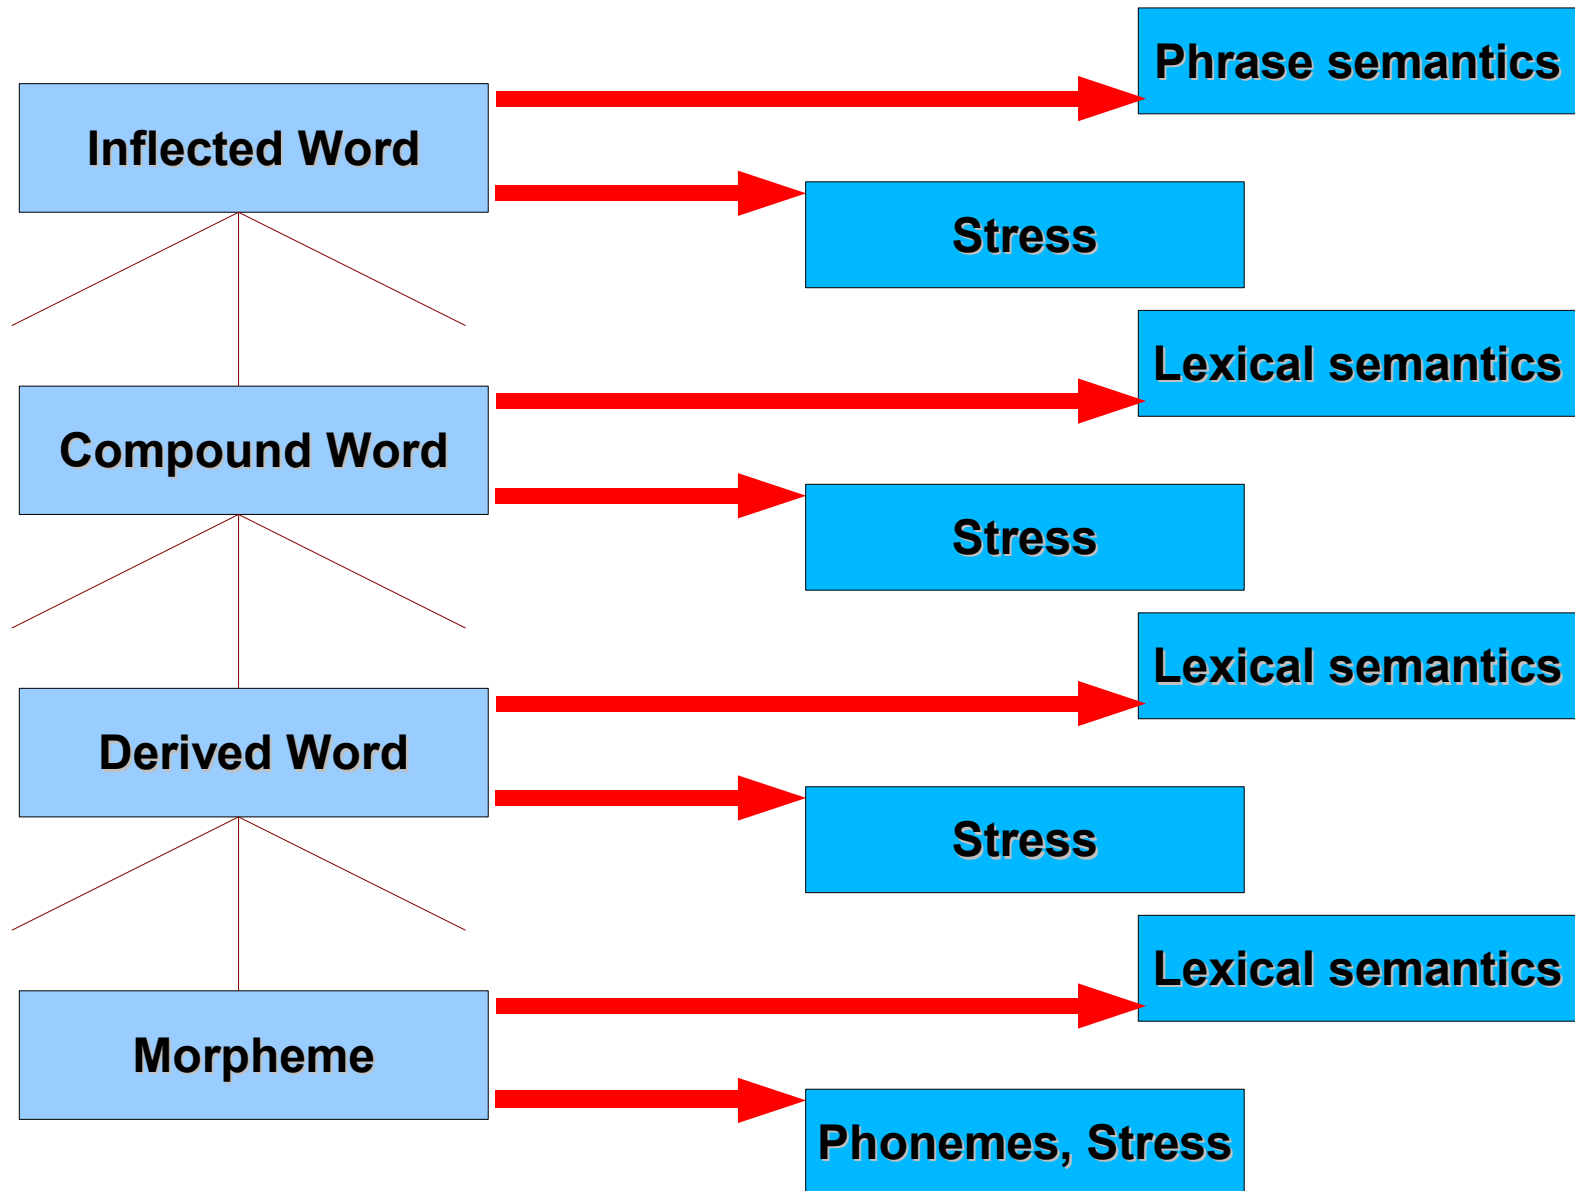 Phrase semantics
Inflected Word
Stress
Lexical semantics
Compound Word
Stress
Lexical semantics
Derived Word
Stress
Lexical semantics
Morpheme
Phonemes, Stress